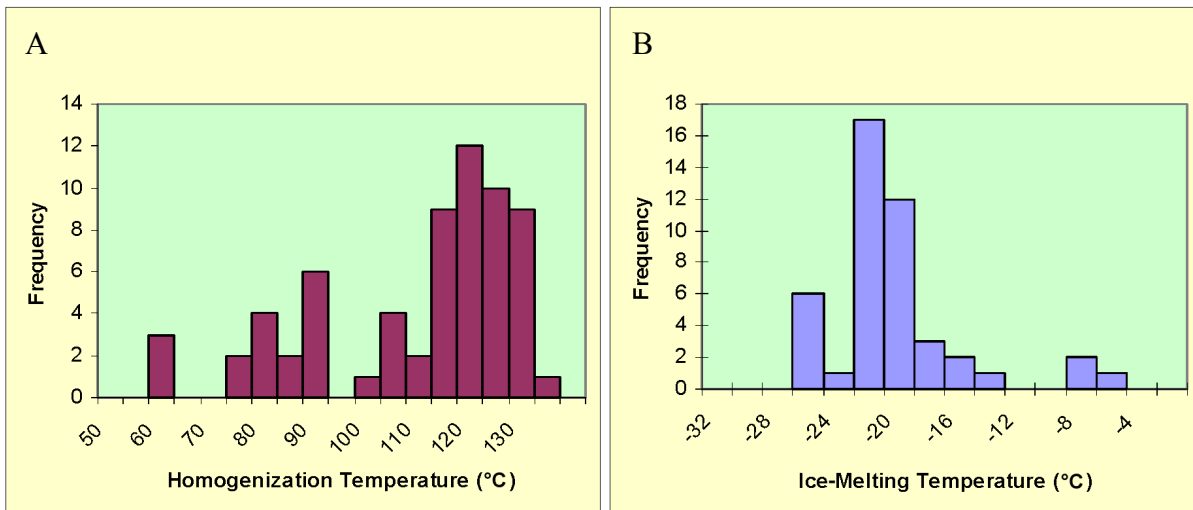 A
14
12
10
8
6
4
2
0
Frequency
50 60 70 80 90 100 110 120 130
Homogenization Temperature (°C)
B
18
16
14
12
10
8
6
4
2
0
Frequency
-32 -28 -24 -20 -16 -12 -8 -4
Ice-Melting Temperature (°C)